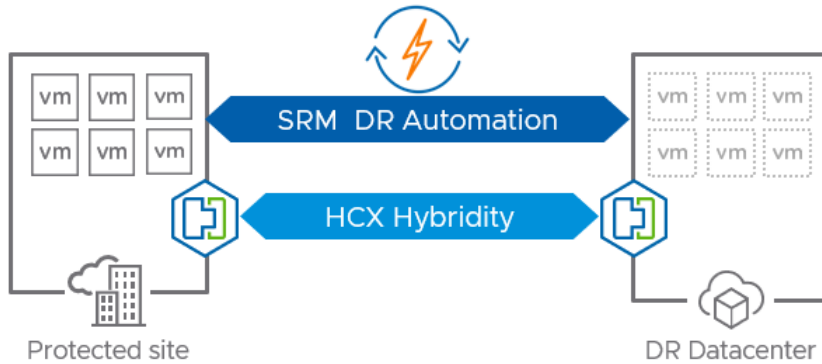 vm vm vm
vm vm vm
SRM DR Automation
vm vm vm
vm vm vm
HCX Hybridity
Protected site
DR Datacenter